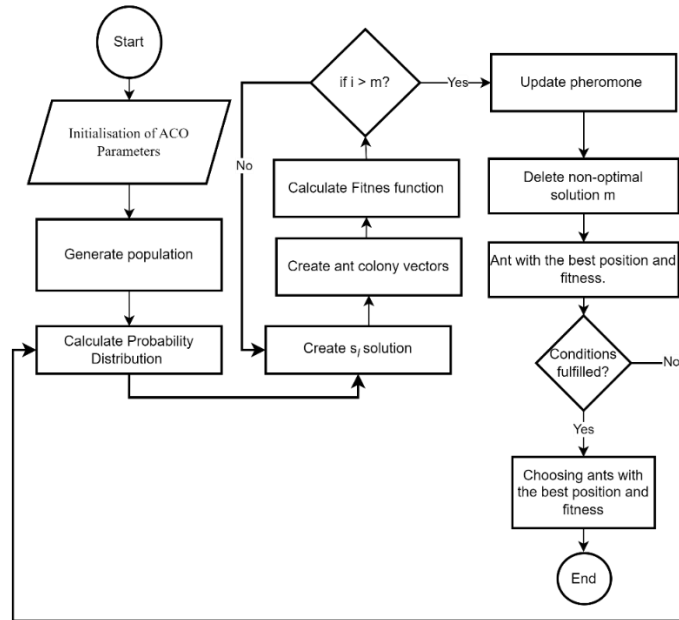 Start
Initialisation of ACO
Parameters
Generate population
Calculate Probability
Distribution
Create s_l solution
Create ant colony vectors
Calculate Fitnes function
if i > m?
No
Yes
Update pheromone
Delete non-optimal
solution m
Ant with the best position and
fitness.
Conditions
fulfilled?
No
Yes
Choosing ants with
the best position and
fitness
End